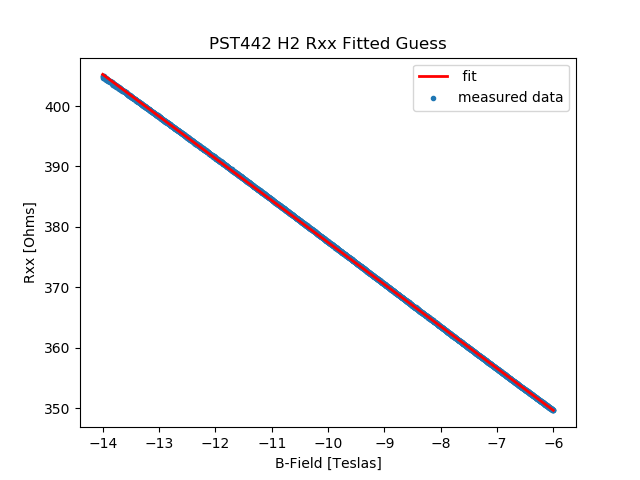 PST442 H2 Rxx Fitted Guess
fit
measured data
Rxx [Ohms]
400
390
380
370
360
350
−14 −13 −12 −11 −10 −9 −8 −7 −6
B-Field [Teslas]